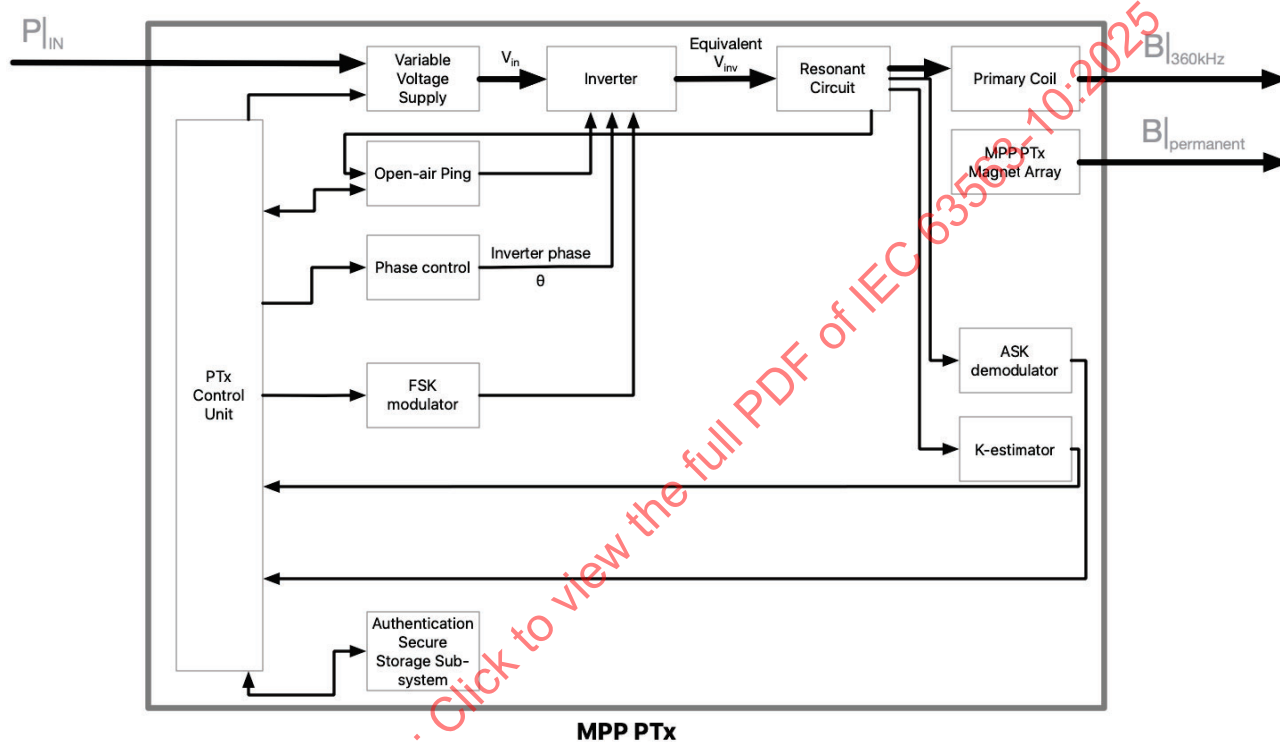 P|IN
Variable
Voltage
Supply
Vin
Inverter
Equivalent
Vinv
Resonant
Circuit
Primary Coil
B|360kHz
MPP PTx
Magnet Array
B|permanent
Open-air Ping
Phase control
Inverter phase
θ
PTx
Control
Unit
FSK
modulator
ASK
demodulator
K-estimator
Authentication
Secure
Storage Sub-
system
MPP PTx
: Click to view the full PDF of IEC 63563-10:2025